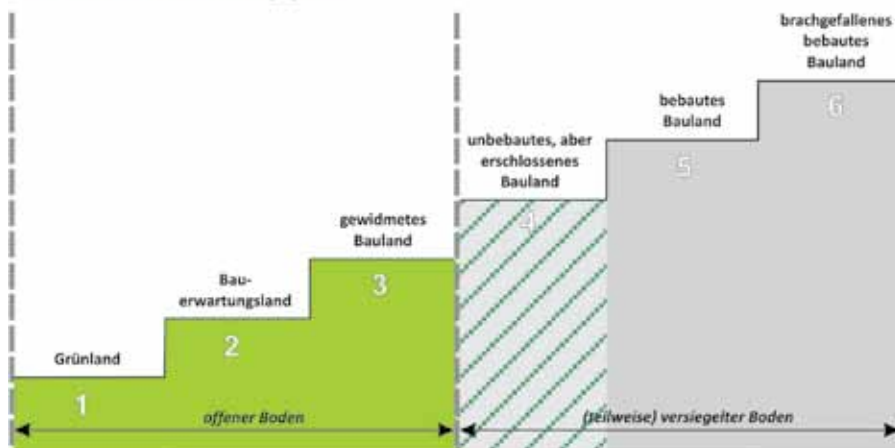 brachgefallenes
bebautes
Bauland
6
bebautes
Bauland
5
unbebautes, aber
erschlossenes
Bauland
4
gewidmetes
Bauland
3
Bau-
erwartungsland
2
Grünland
1
offener Boden
(teilweise) versiegelter Boden